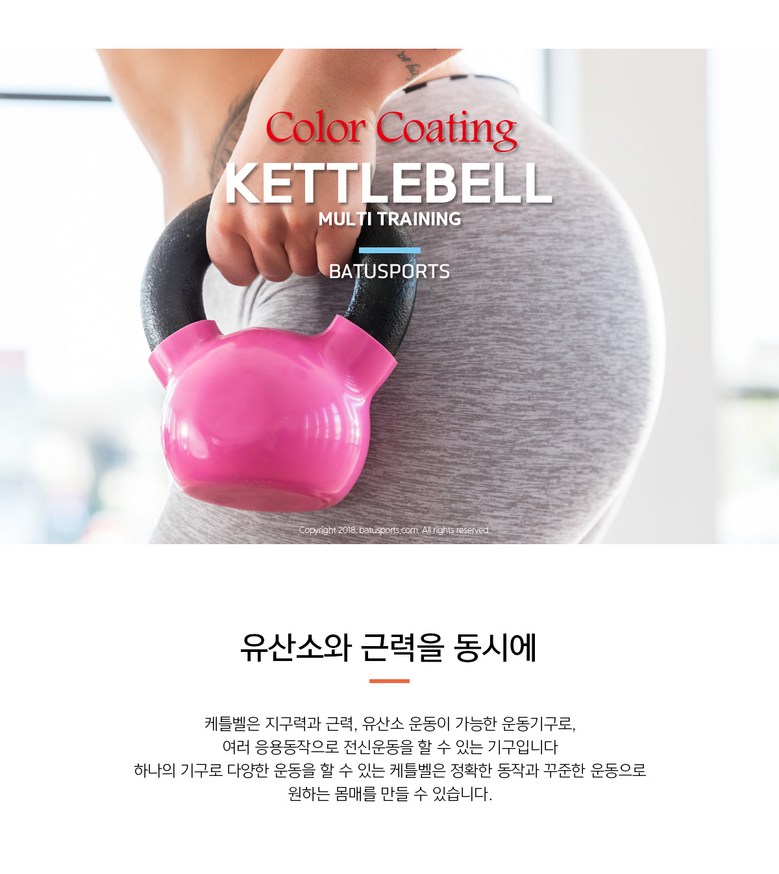 Color Coating
KETTLEBELL
MULTI TRAINING
BATUSPORTS
Copyright 2018. batusports.com. All rights reserved.
유산소와 근력을 동시에
케틀벨은 지구력과 근력, 유산소 운동이 가능한 운동기구로,
여러 응용동작으로 전신운동을 할 수 있는 기구입니다
하나의 기구로 다양한 운동을 할 수 있는 케틀벨은 정확한 동작과 꾸준한 운동으로
원하는 몸매를 만들 수 있습니다.